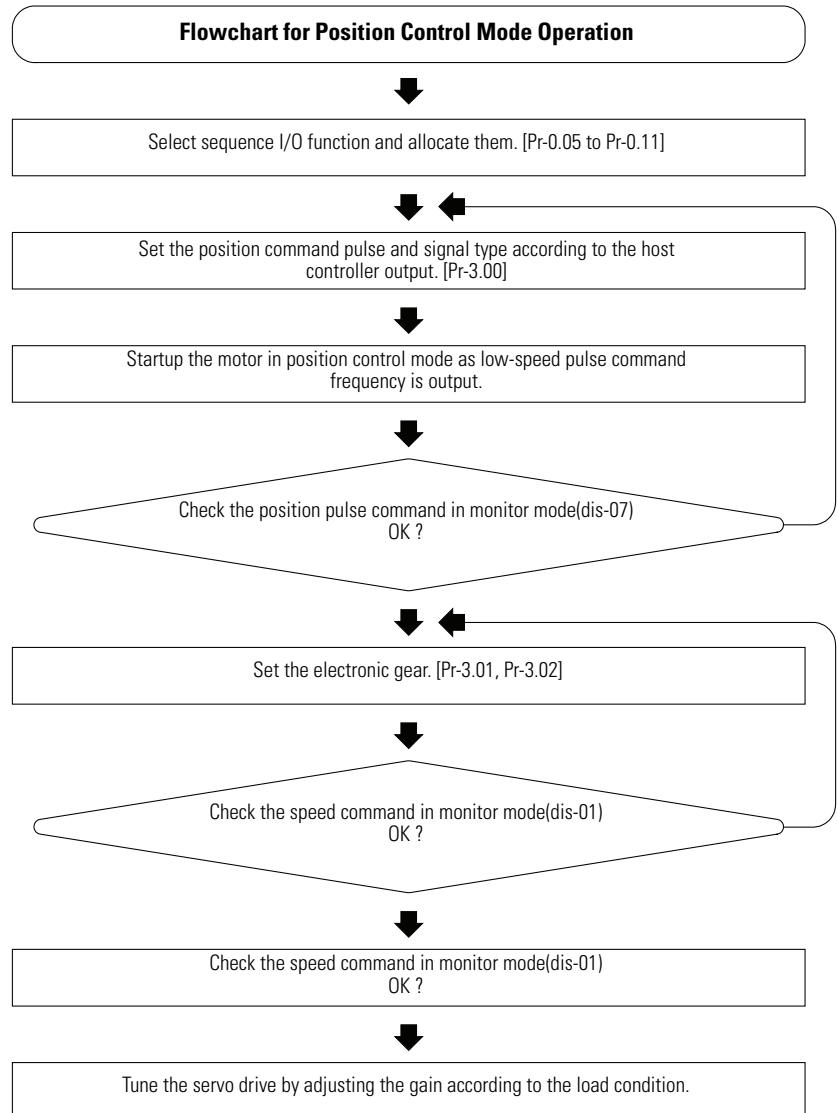 Flowchart for Position Control Mode Operation
Select sequence I/O function and allocate them. [Pr-0.05 to Pr-0.11]
Set the position command pulse and signal type according to the host
controller output. [Pr-3.00]
Startup the motor in position control mode as low-speed pulse command
frequency is output.
Check the position pulse command in monitor mode(dis-07)
OK ?
Set the electronic gear. [Pr-3.01, Pr-3.02]
Check the speed command in monitor mode(dis-01)
OK ?
Check the speed command in monitor mode(dis-01)
OK ?
Tune the servo drive by adjusting the gain according to the load condition.